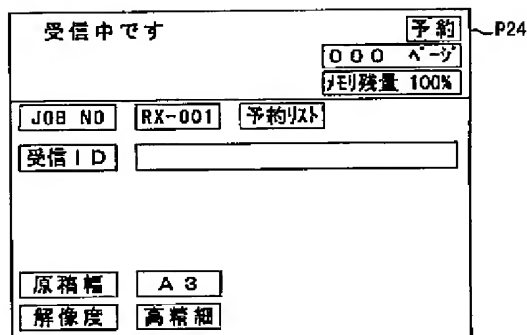 受信中です 予約 P24
000 ページ
メモリ残量 100%
JOB NO RX-001 予約リスト
受信ID
原稿幅 A3
解像度 高精細